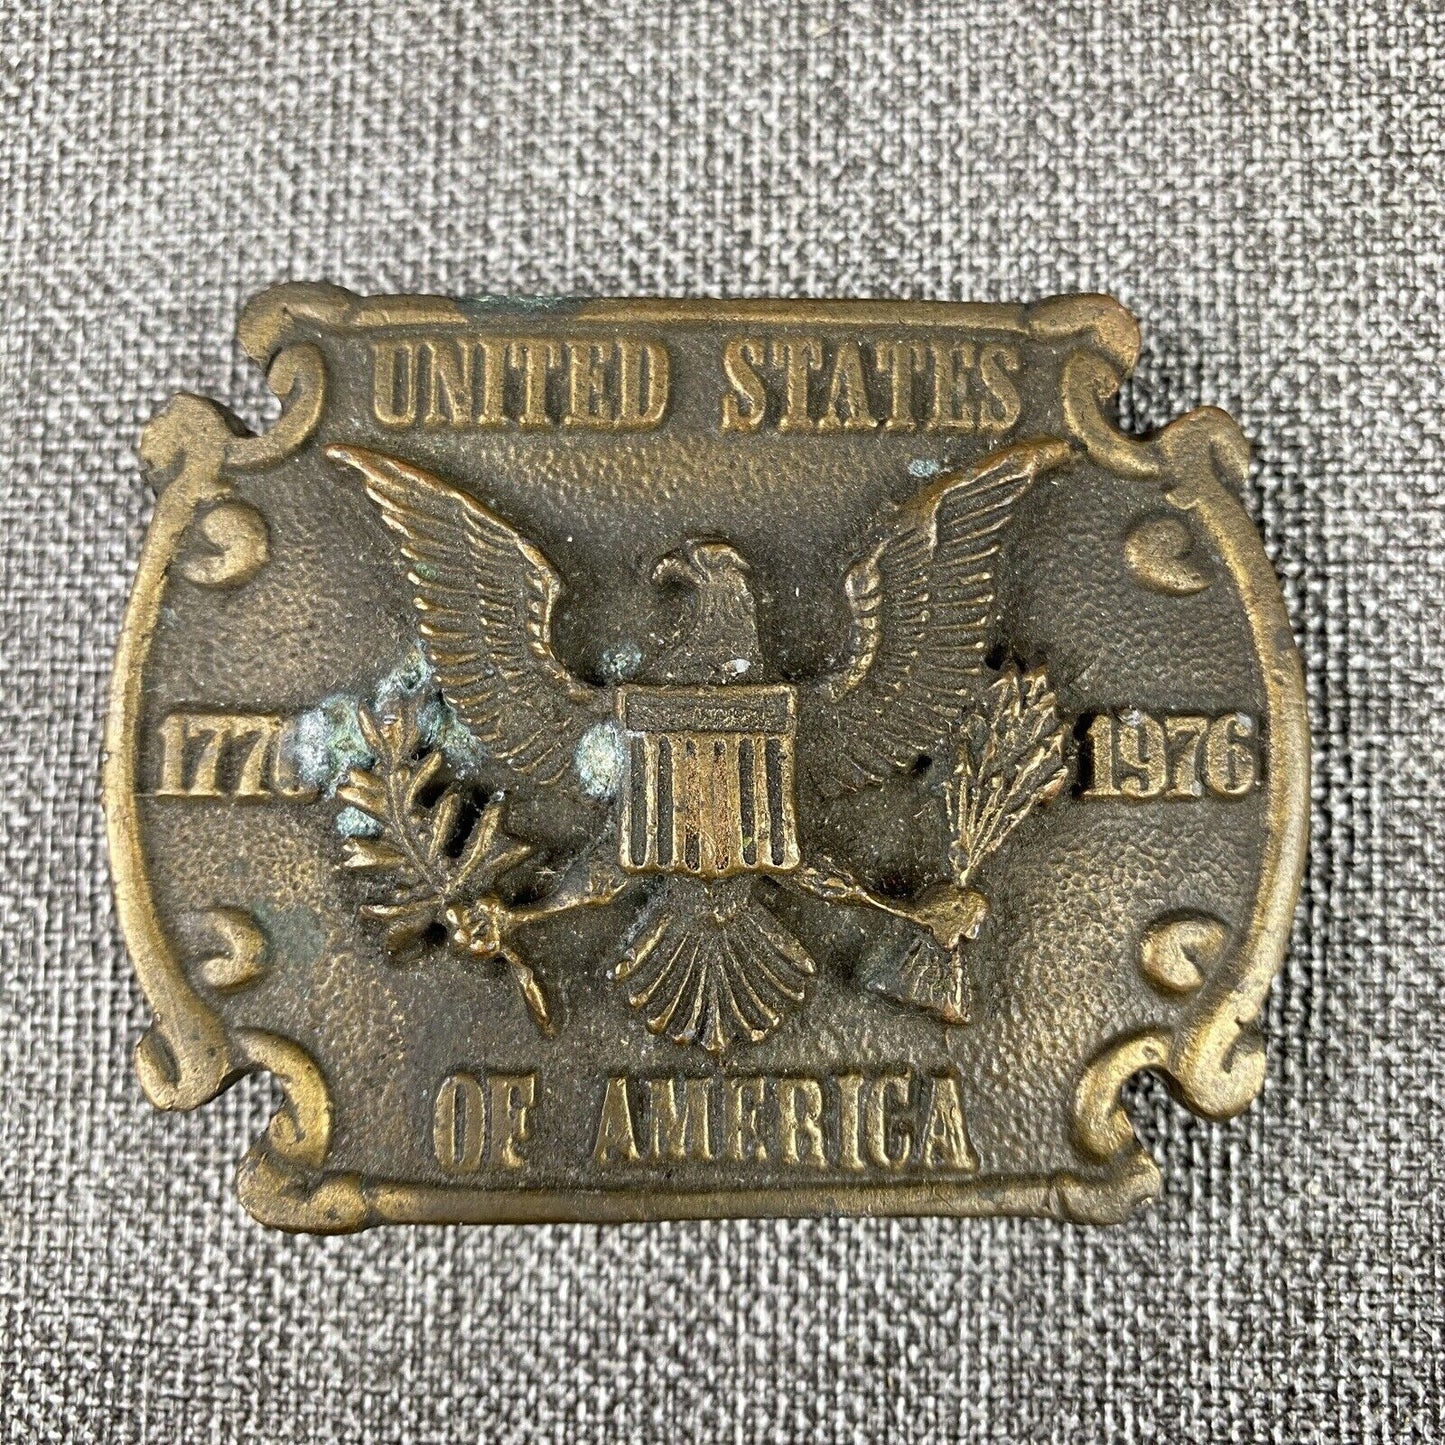 UNITED STATES
1776 1976
OF AMERICA